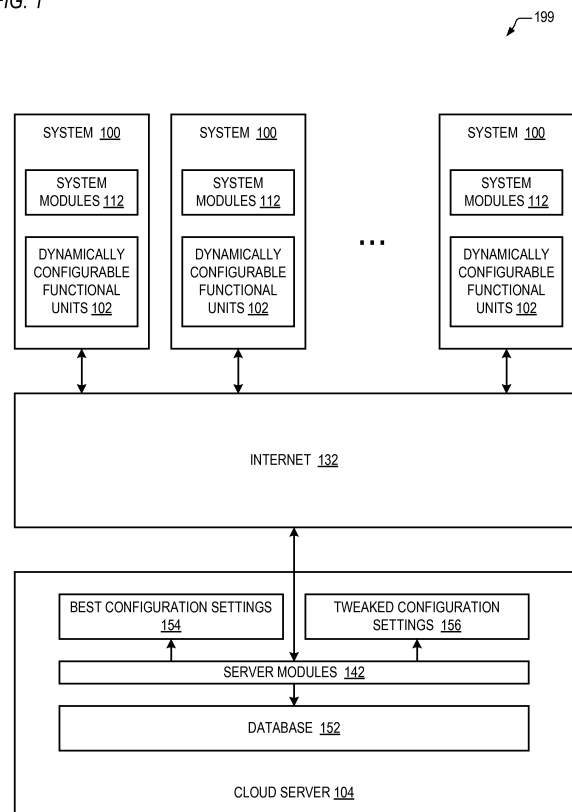 FIG. 1
199
SYSTEM 100
SYSTEM
MODULES 112
DYNAMICALLY
CONFIGURABLE
FUNCTIONAL
UNITS 102
SYSTEM 100
SYSTEM
MODULES 112
DYNAMICALLY
CONFIGURABLE
FUNCTIONAL
UNITS 102
...
SYSTEM 100
SYSTEM
MODULES 112
DYNAMICALLY
CONFIGURABLE
FUNCTIONAL
UNITS 102
INTERNET 132
BEST CONFIGURATION SETTINGS
154
TWEAKED CONFIGURATION
SETTINGS 156
SERVER MODULES 142
DATABASE 152
CLOUD SERVER 104